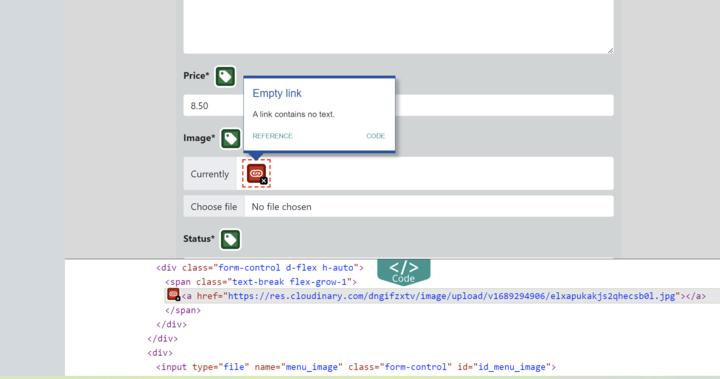 Price*
Empty link
A link contains no text.
REFERENCE CODE
8.50
Image*
Currently
Choose file No file chosen
Status*
</>
Code
<div class="form-control d-flex h-auto">
<span class="text-break flex-grow-1">
<a href="https://res.cloudinary.com/dngifzxtv/image/upload/v1689294906/elxapukakjs2qhecsb0l.jpg"></a>
</span>
</div>
</div>
<div>
<input type="file" name="menu_image" class="form-control" id="id_menu_image">